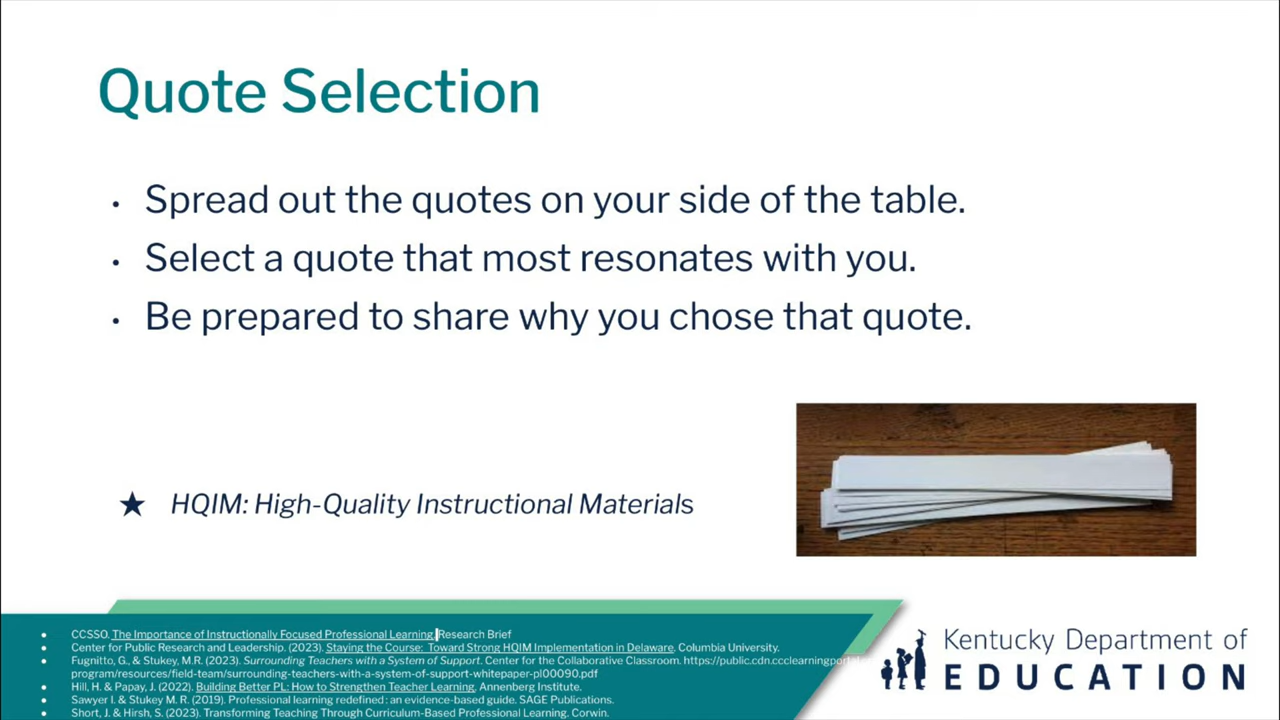 Quote Selection
• Spread out the quotes on your side of the table.
• Select a quote that most resonates with you.
• Be prepared to share why you chose that quote.
★ HQIM: High-Quality Instructional Materials
• CCSSO. The Importance of Instructionally Focused Professional Learning. Research Brief
• Center for Public Research and Leadership. (2023). Staying the Course: Toward Strong HQIM Implementation in Delaware. Columbia University.
• Fugnitto, G., & Stukey, M.R. (2023). Surrounding Teachers with a System of Support. Center for the Collaborative Classroom. https://public.cdn.ccclearningportal
program/resources/field-team/surrounding-teachers-with-a-system-of-support-whitepaper-pl00090.pdf
• Hill, H. & Papay, J. (2022). Building Better PL: How to Strengthen Teacher Learning, Annenberg Institute.
• Sawyer I. & Stukey M. R. (2019). Professional learning redefined: an evidence-based guide. SAGE Publications.
• Short, J. & Hirsh, S. (2023). Transforming Teaching Through Curriculum-Based Professional Learning. Corwin.
Kentucky Department of
EDUCATION